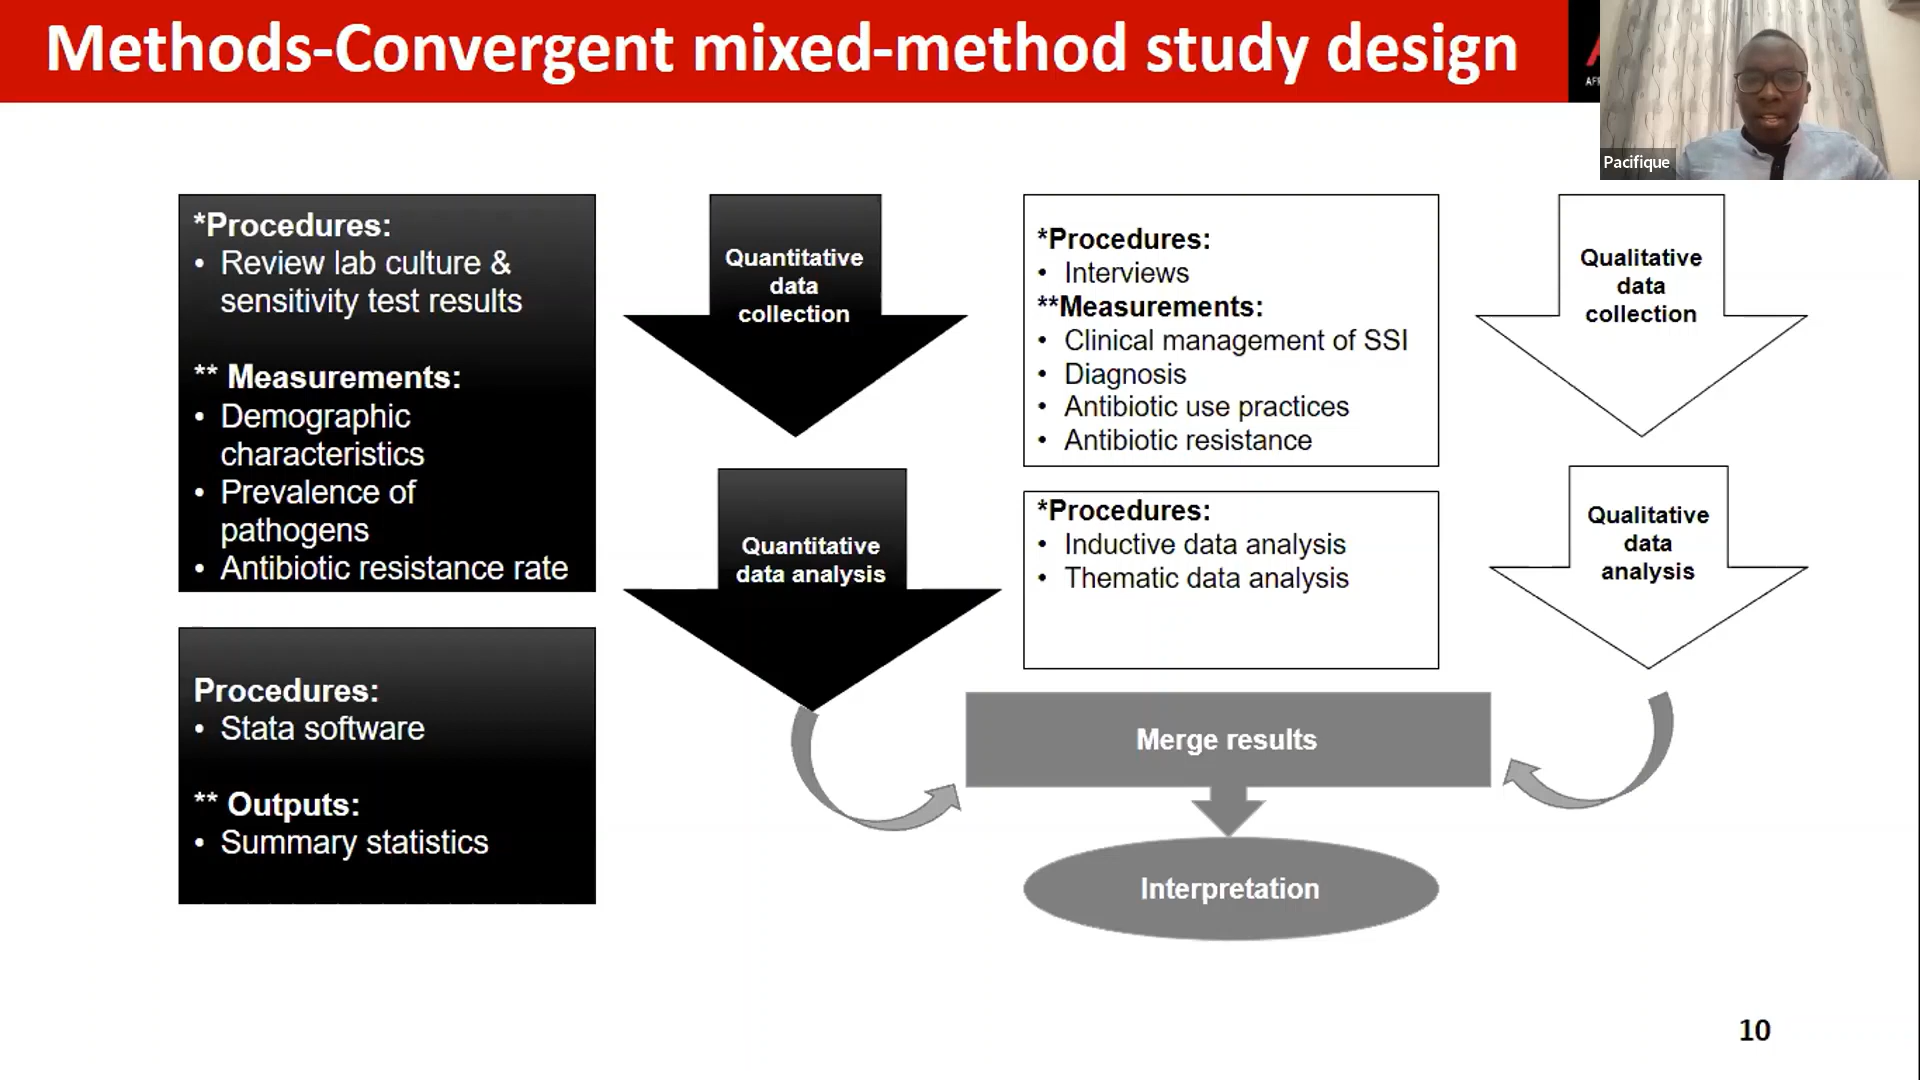 Methods-Convergent mixed-method study design
Pacifique
*Procedures:
• Review lab culture &
sensitivity test results
** Measurements:
• Demographic
characteristics
• Prevalence of
pathogens
• Antibiotic resistance rate
Quantitative
data
collection
*Procedures:
• Interviews
**Measurements:
• Clinical management of SSI
• Diagnosis
• Antibiotic use practices
• Antibiotic resistance
Qualitative
data
collection
Procedures:
• Stata software
** Outputs:
• Summary statistics
Quantitative
data analysis
*Procedures:
• Inductive data analysis
• Thematic data analysis
Qualitative
data
analysis
Merge results
Interpretation
10